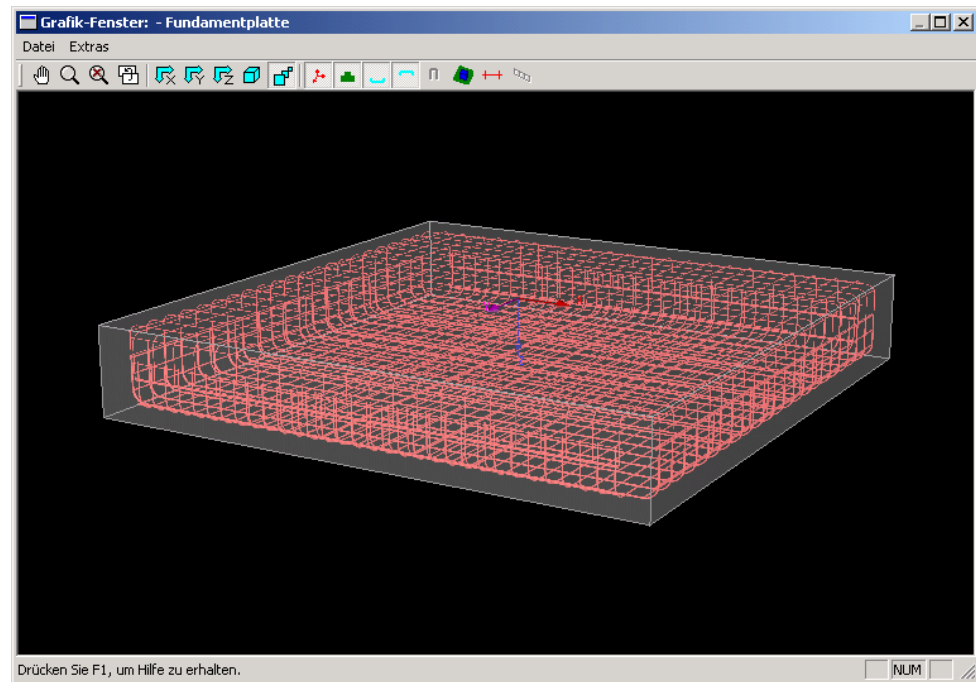 Grafik-Fenster: - Fundamentplatte
Datei Extras
X Y Z
Drücken Sie F1, um Hilfe zu erhalten. NUM